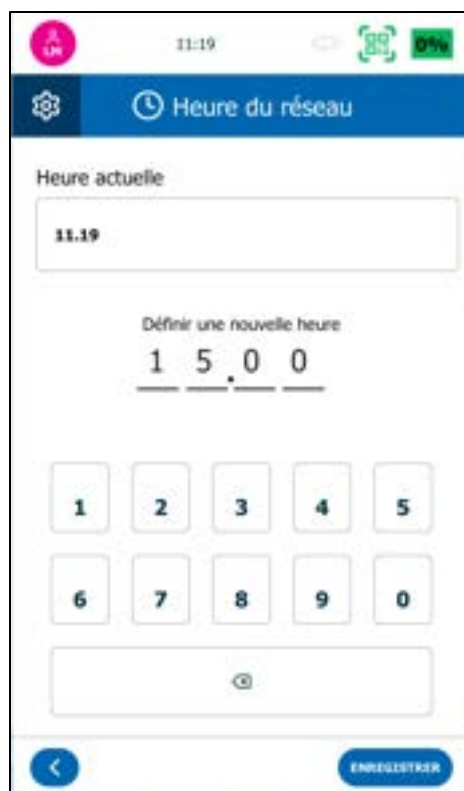 LM 11:19 0%
Heure du réseau
Heure actuelle
11.19
Définir une nouvelle heure
1 5 . 0 0
1 2 3 4 5
6 7 8 9 0
ENREGISTRER